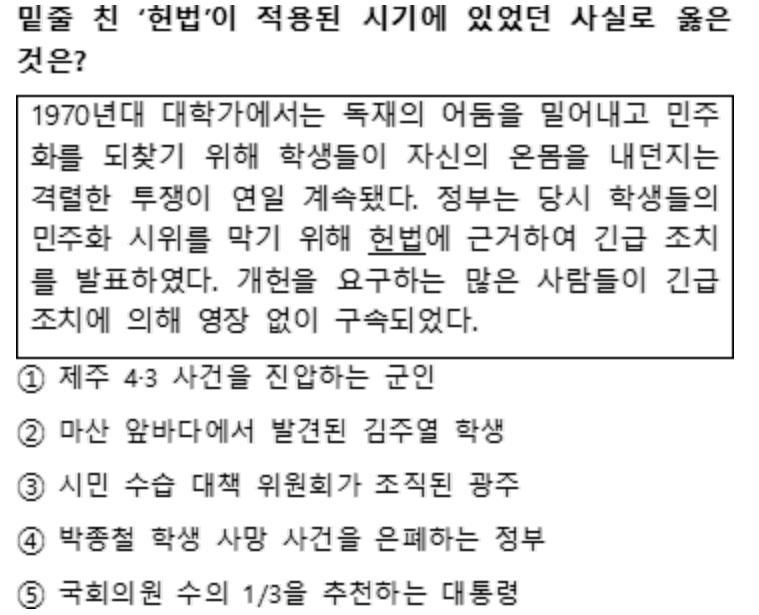 밑줄 친 ‘헌법’이 적용된 시기에 있었던 사실로 옳은
것은?
1970년대 대학가에서는 독재의 어둠을 밀어내고 민주
화를 되찾기 위해 학생들이 자신의 온몸을 내던지는
격렬한 투쟁이 연일 계속됐다. 정부는 당시 학생들의
민주화 시위를 막기 위해 헌법에 근거하여 긴급 조치
를 발표하였다. 개헌을 요구하는 많은 사람들이 긴급
조치에 의해 영장 없이 구속되었다.
① 제주 4·3 사건을 진압하는 군인
② 마산 앞바다에서 발견된 김주열 학생
③ 시민 수습 대책 위원회가 조직된 광주
④ 박종철 학생 사망 사건을 은폐하는 정부
⑤ 국회의원 수의 1/3을 추천하는 대통령